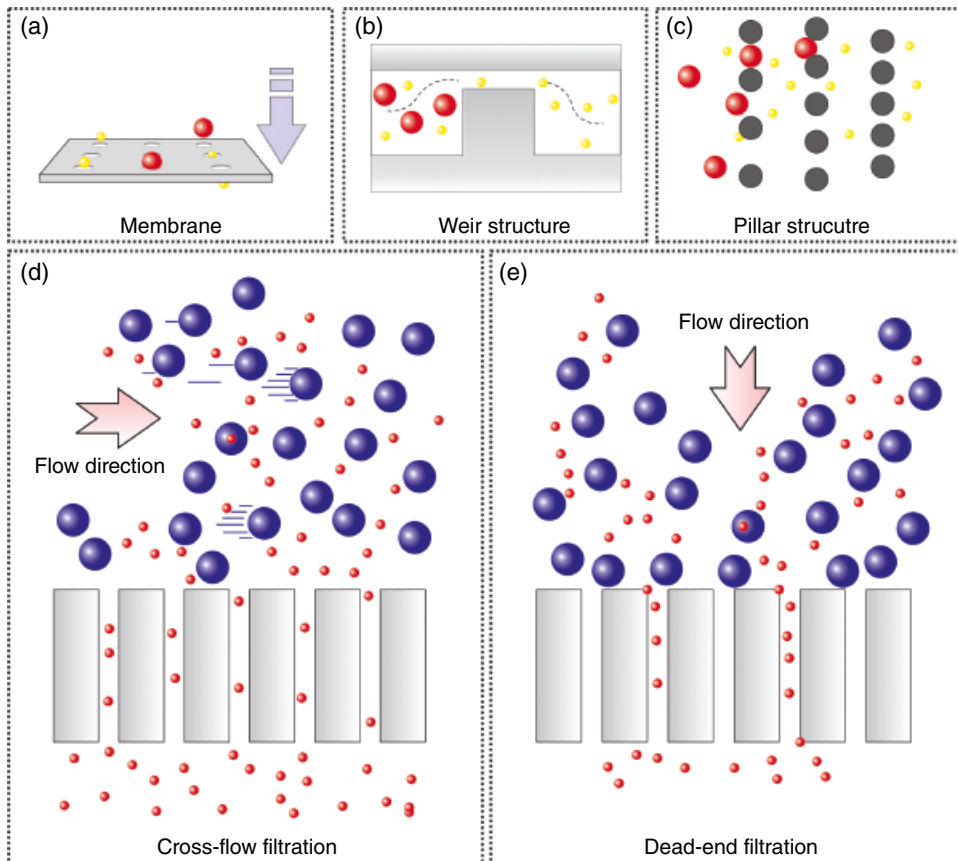 (a)
Membrane
(b)
Weir structure
(c)
Pillar strucutre
(d)
Flow direction
Cross-flow filtration
(e)
Flow direction
Dead-end filtration